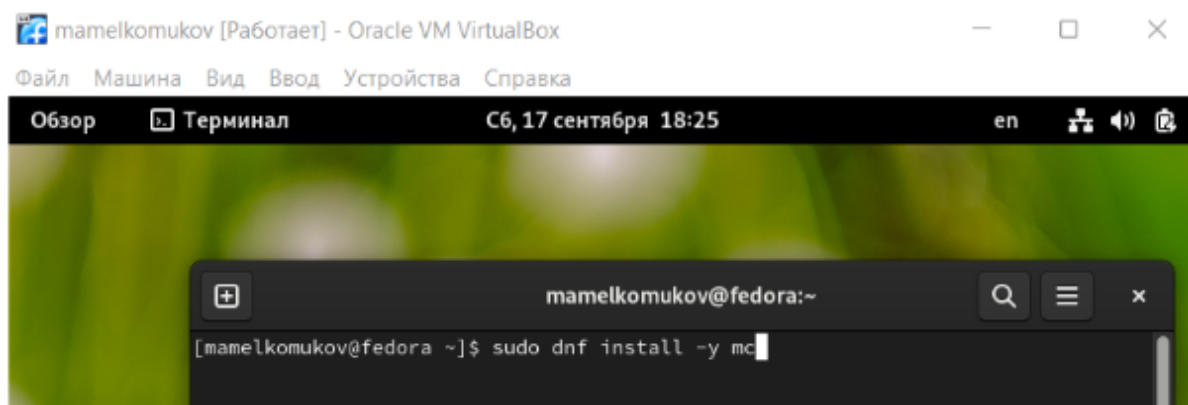 mamelkomukov [Работает] - Oracle VM VirtualBox
Файл Машина Вид Ввод Устройства Справка
Обзор Терминал Сб, 17 сентября 18:25 en
mamelkomukov@fedora:~
[mamelkomukov@fedora ~]$ sudo dnf install -y mc